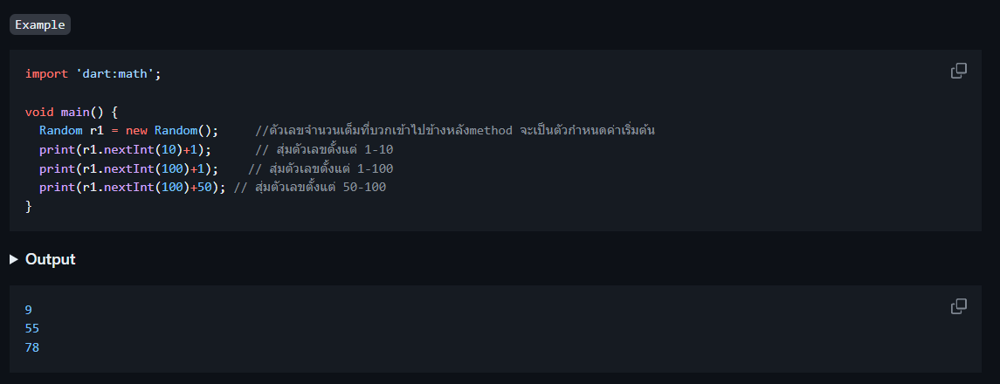 Example
import 'dart:math';
void main() {
  Random r1 = new Random();     //ตัวเลขจำนวนเต็มที่บวกเข้าไปข้างหลังmethod จะเป็นตัวกำหนดค่าเริ่มต้น
  print(r1.nextInt(10)+1);      // สุ่มตัวเลขตั้งแต่ 1-10
  print(r1.nextInt(100)+1);    // สุ่มตัวเลขตั้งแต่ 1-100
  print(r1.nextInt(100)+50); // สุ่มตัวเลขตั้งแต่ 50-100
}
Output
9
55
78